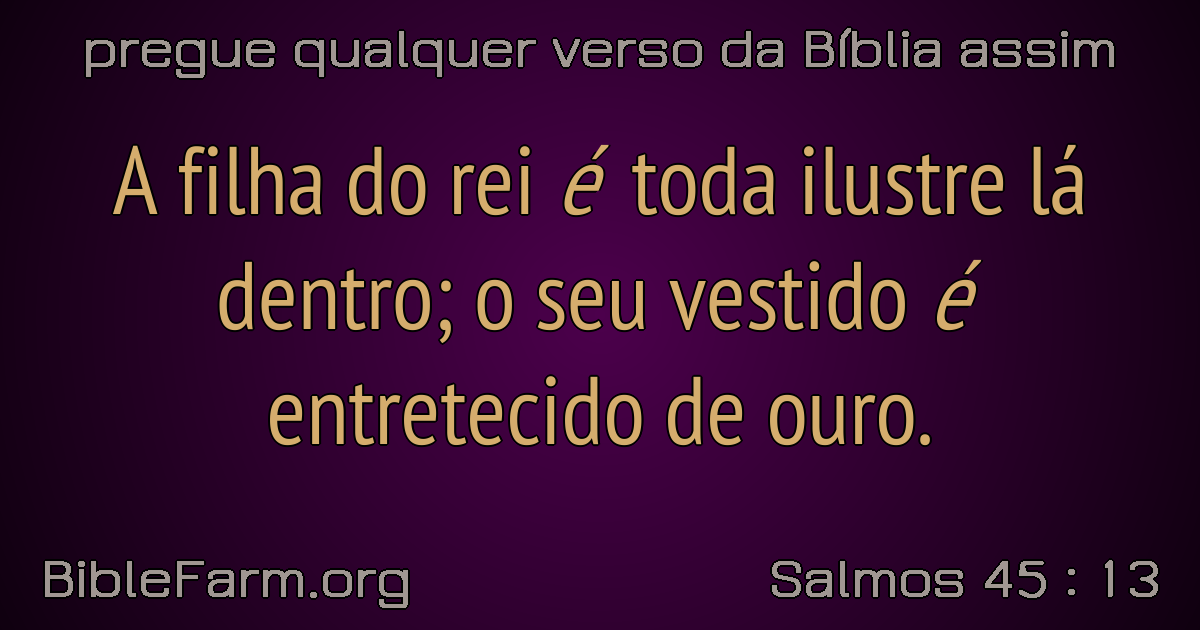 pregue qualquer verso da Bíblia assim
A filha do rei é toda ilustre lá
dentro; o seu vestido é
entretecido de ouro.
BibleFarm.org
Salmos 45 : 13